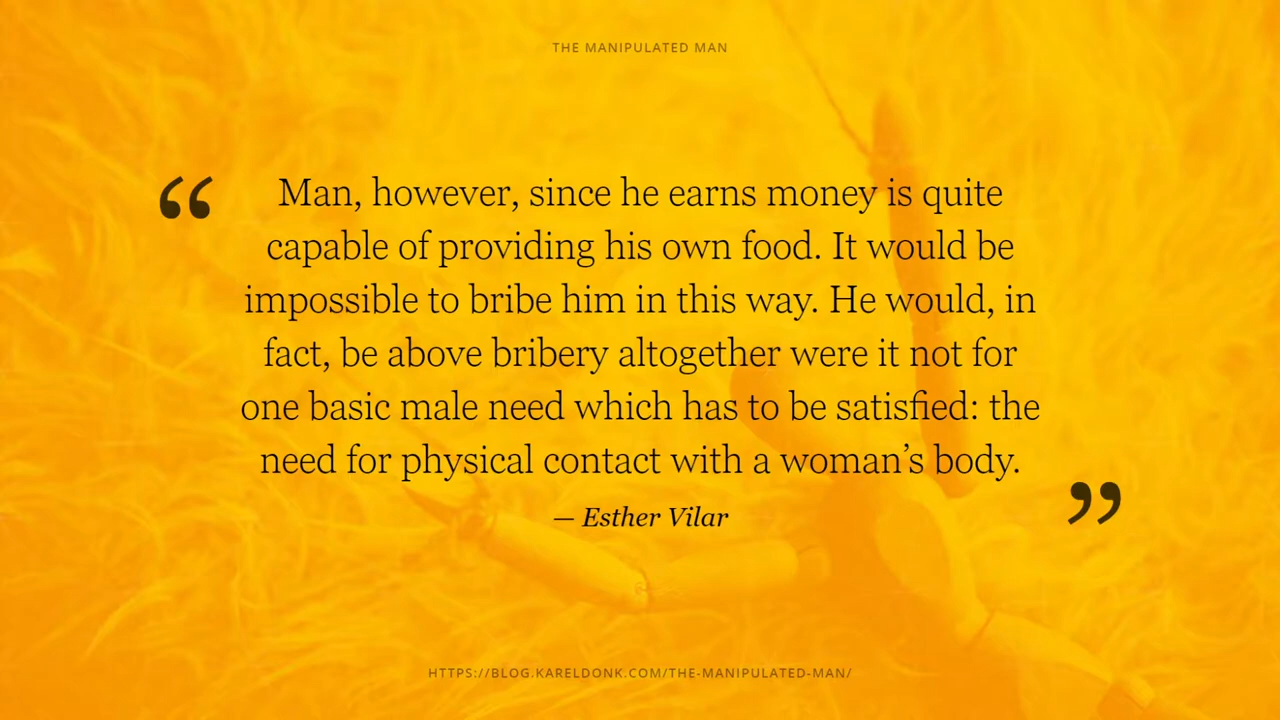 THE MANIPULATED MAN
“ Man, however, since he earns money is quite
capable of providing his own food. It would be
impossible to bribe him in this way. He would, in
fact, be above bribery altogether were it not for
one basic male need which has to be satisfied: the
need for physical contact with a woman’s body. ”
— Esther Vilar
HTTPS://BLOG.KARELDONK.COM/THE-MANIPULATED-MAN/